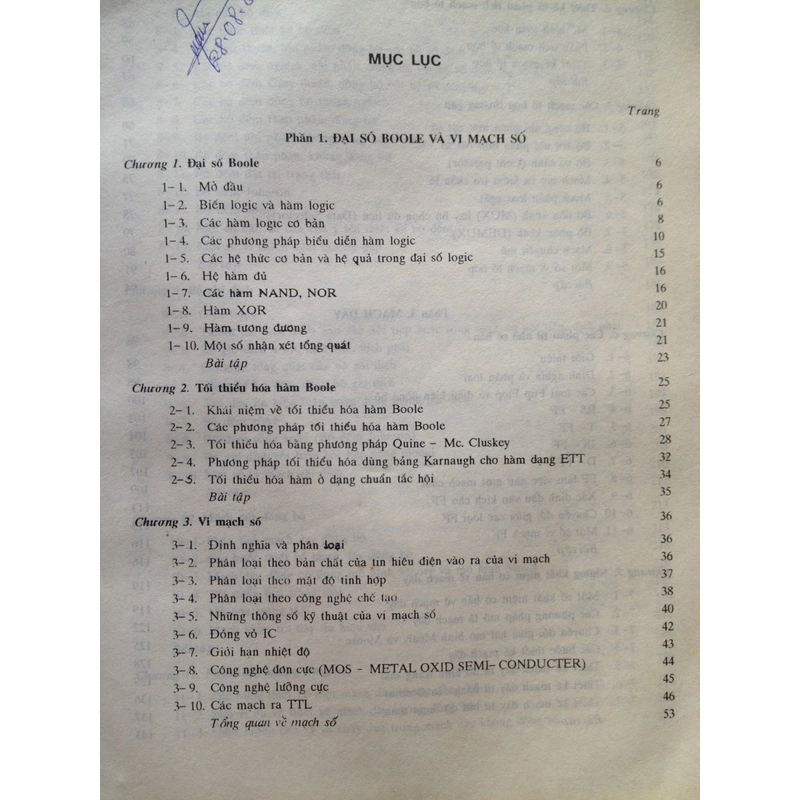 28.08.
MỤC LỤC
Trang
Phần 1. ĐẠI SỐ BOOLE VÀ VI MẠCH SỐ
Chương 1. Đại số Boole 6
1-1. Mở đầu 6
1-2. Biến logic và hàm logic 6
1-3. Các hàm logic cơ bản 8
1-4. Các phương pháp biểu diễn hàm logic 10
1-5. Các hệ thức cơ bản và hệ quả trong đại số logic 15
1-6. Hệ hàm đủ 16
1-7. Các hàm NAND, NOR 16
1-8. Hàm XOR 20
1-9. Hàm tương đương 21
1-10. Một số nhận xét tổng quát 21
Bài tập 23
Chương 2. Tối thiểu hóa hàm Boole 25
2-1. Khái niệm về tối thiểu hóa hàm Boole 25
2-2. Các phương pháp tối thiểu hóa hàm Boole 27
2-3. Tối thiểu hóa bằng phương pháp Quine - Mc. Cluskey 28
2-4. Phương pháp tối thiểu hóa dùng bảng Karnaugh cho hàm dạng ETT 32
2-5. Tối thiểu hóa hàm ở dạng chuẩn tắc hội 34
Bài tập 35
Chương 3. Vi mạch số 36
3-1. Định nghĩa và phân loại 36
3-2. Phân loại theo bản chất của tín hiệu điện vào ra của vi mạch 36
3-3. Phân loại theo mật độ tinh hợp 37
3-4. Phân loại theo công nghệ chế tạo 38
3-5. Những thông số kỹ thuật của vi mạch số 40
3-6. Đóng vỏ IC 42
3-7. Giới hạn nhiệt độ 43
3-8. Công nghệ đơn cực (MOS - METAL OXID SEMI-CONDUCTER) 44
3-9. Công nghệ lưỡng cực 45
3-10. Các mạch ra TTL 46
Tổng quan về mạch số 53